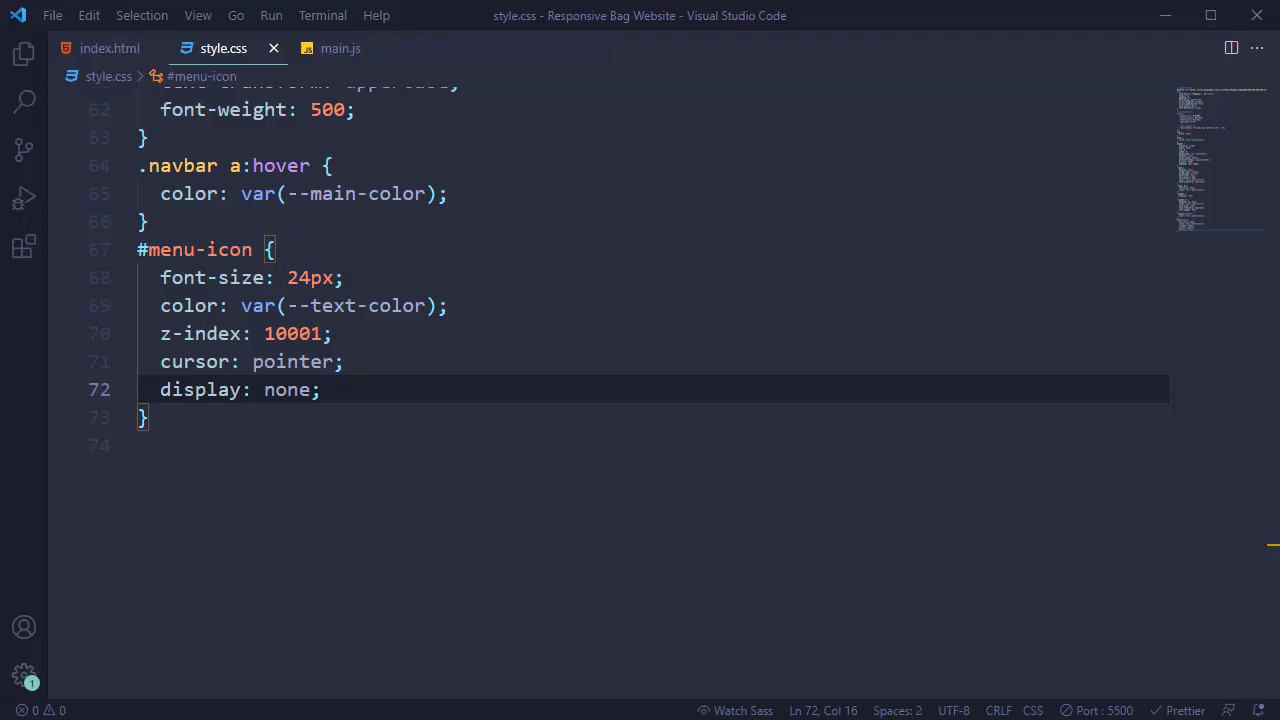 File Edit Selection View Go Run Terminal Help style.css - Responsive Bag Website - Visual Studio Code
index.html style.css main.js
style.css > #menu-icon
62 font-weight: 500;
63 }
64 .navbar a:hover {
65 color: var(--main-color);
66 }
67 #menu-icon {
68 font-size: 24px;
69 color: var(--text-color);
70 z-index: 10001;
71 cursor: pointer;
72 display: none;
73 }
74
1
0 0 Watch Sass Ln 72, Col 16 Spaces: 2 UTF-8 CRLF CSS Port : 5500 Prettier